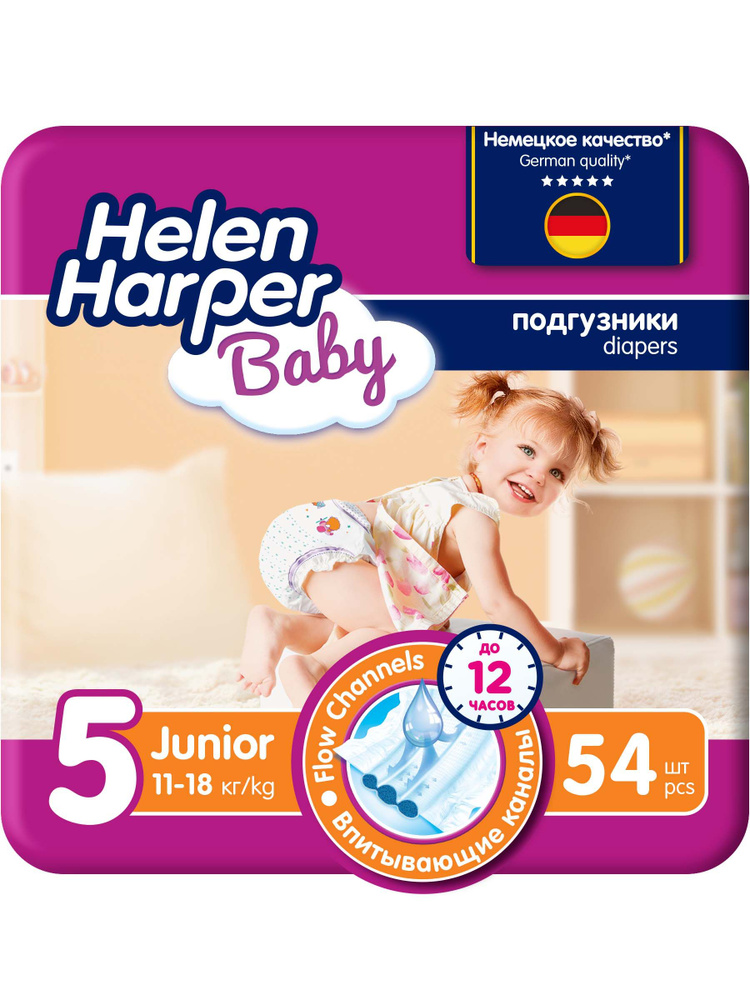 Немецкое качество*
German quality*
Helen
Harper
Baby
подгузники
diapers
до
12
часов
Flow Channels
Впитывающие каналы
5
Junior
11-18 кг/kg
54 шт
pcs